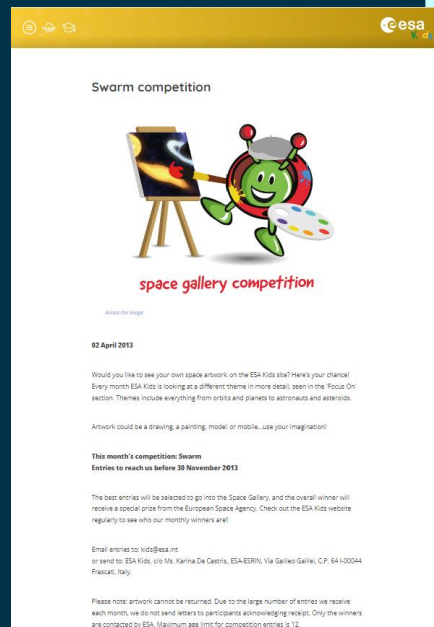 esa
Kids
Swarm competition
space gallery competition
Access the image
02 April 2013
Would you like to see your own space artwork on the ESA Kids site? Here's your chance!
Every month ESA Kids is looking at a different theme in more detail, seen in the 'Focus On'
section. Themes include everything from orbits and planets to astronauts and asteroids.
Artwork could be a drawing, a painting, model or mobile...use your imagination!
This month's competition: Swarm
Entries to reach us before 30 November 2013
The best entries will be selected to go into the Space Gallery, and the overall winner will
receive a special prize from the European Space Agency. Check out the ESA Kids website
regularly to see who our monthly winners are!
Email entries to: kids@esa.int
or send to: ESA Kids, c/o Ms. Karina De Castris, ESA-ESRIN, Via Galileo Galilei, C.P. 64 I-00044
Frascati, Italy.
Please note: artwork cannot be returned. Due to the large number of entries we receive
each month, we do not send letters to participants acknowledging receipt. Only the winners
are contacted by ESA. Maximum age limit for competition entries is 12.